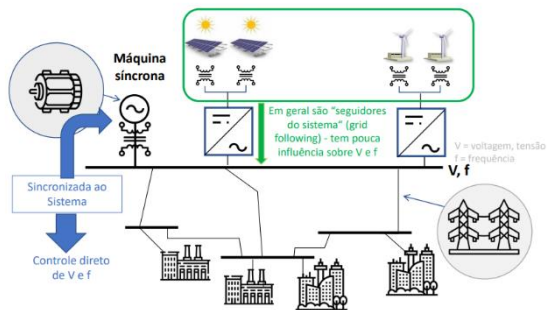 Máquina
síncrona
Em geral são "seguidores
do sistema" (grid
following) - tem pouca
influência sobre V e f
V = voltagem, tensão
f = frequência
V, f
Sincronizada ao
Sistema
Controle direto
de V e f